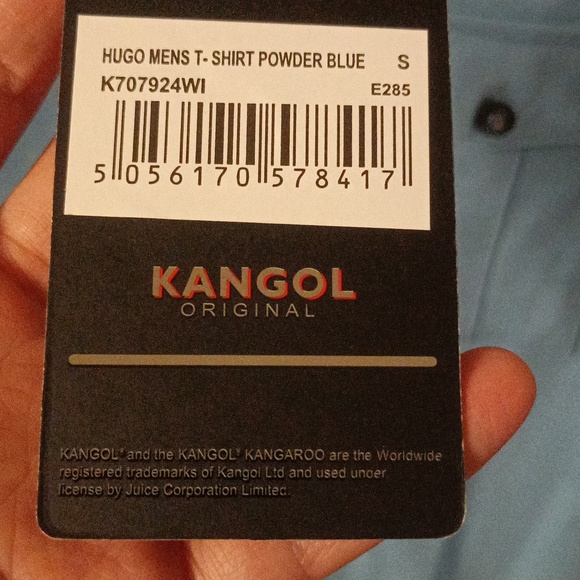 HUGO MENS T- SHIRT POWDER BLUE S
K707924WI E285
5 056170 578417
KANGOL
ORIGINAL
KANGOL® and the KANGOL® KANGAROO are the Worldwide
registered trademarks of Kangol Ltd and used under
license by Juice Corporation Limited.